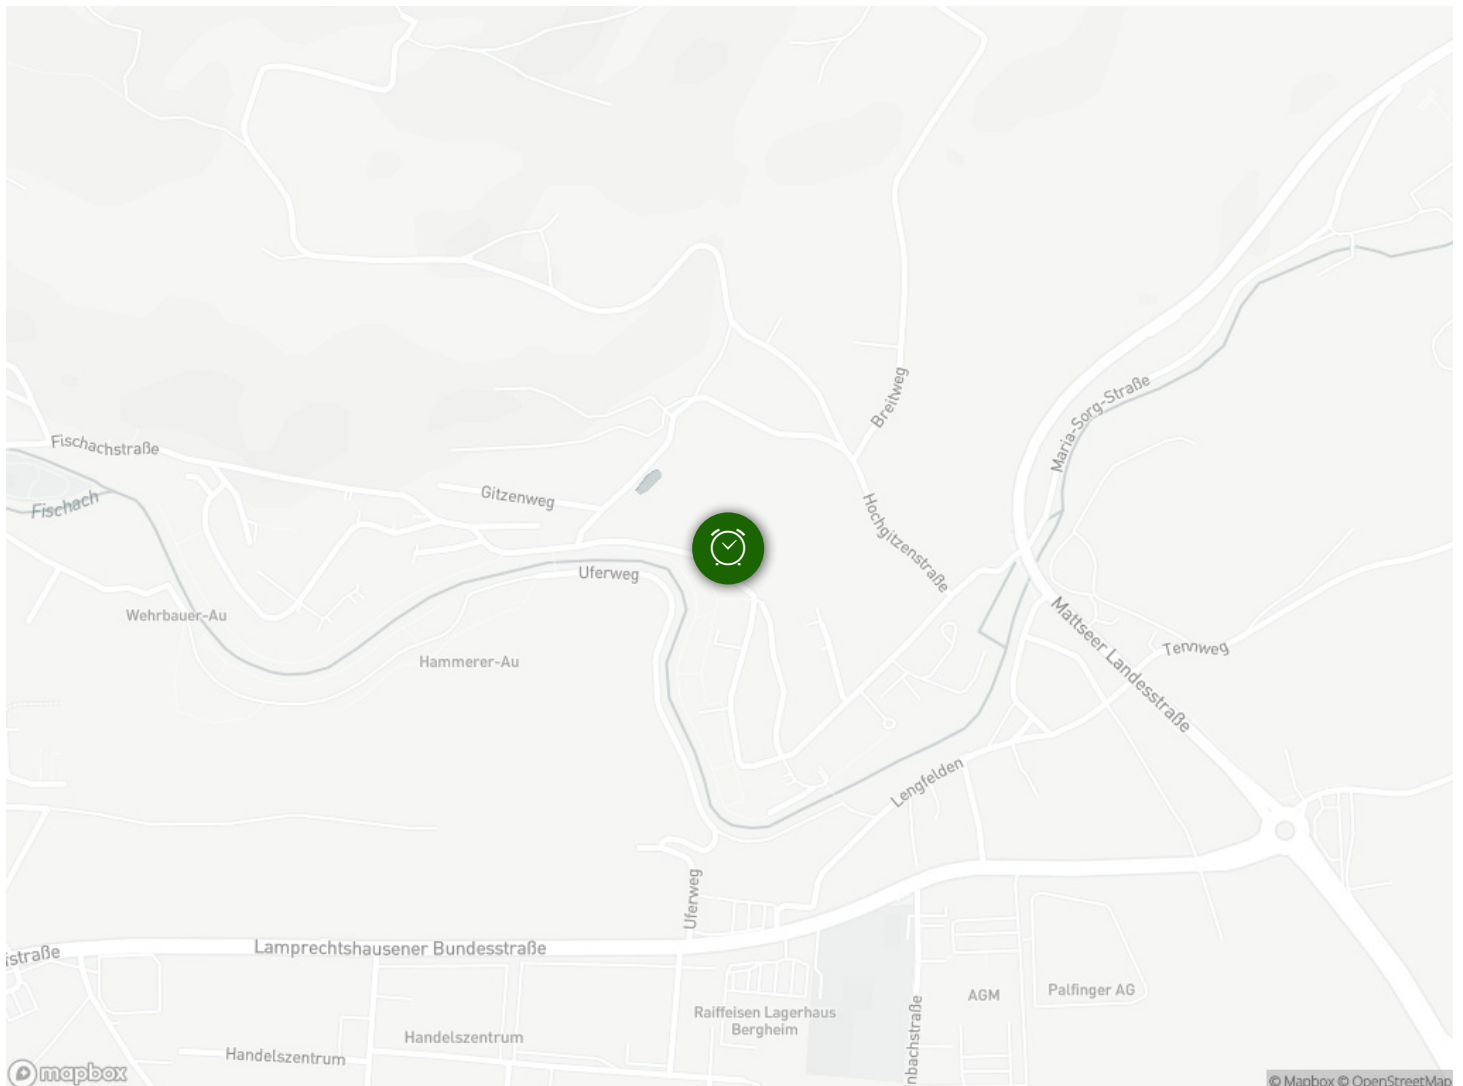 Breitweg
Maria-Sorg-Straße
Fischachstraße
Fischach
Gitzenweg
Hochgitzenstraße
Uferweg
Wehrbauer-Au
Hammerer-Au
Mattseer Landesstraße
Tennweg
Lengfelden
Uferweg
Lamprechtshausener Bundesstraße
Raiffeisen Lagerhaus
Bergheim
AGM
Palfinger AG
Handelszentrum
Handelszentrum
mapbox
© Mapbox © OpenStreetMap